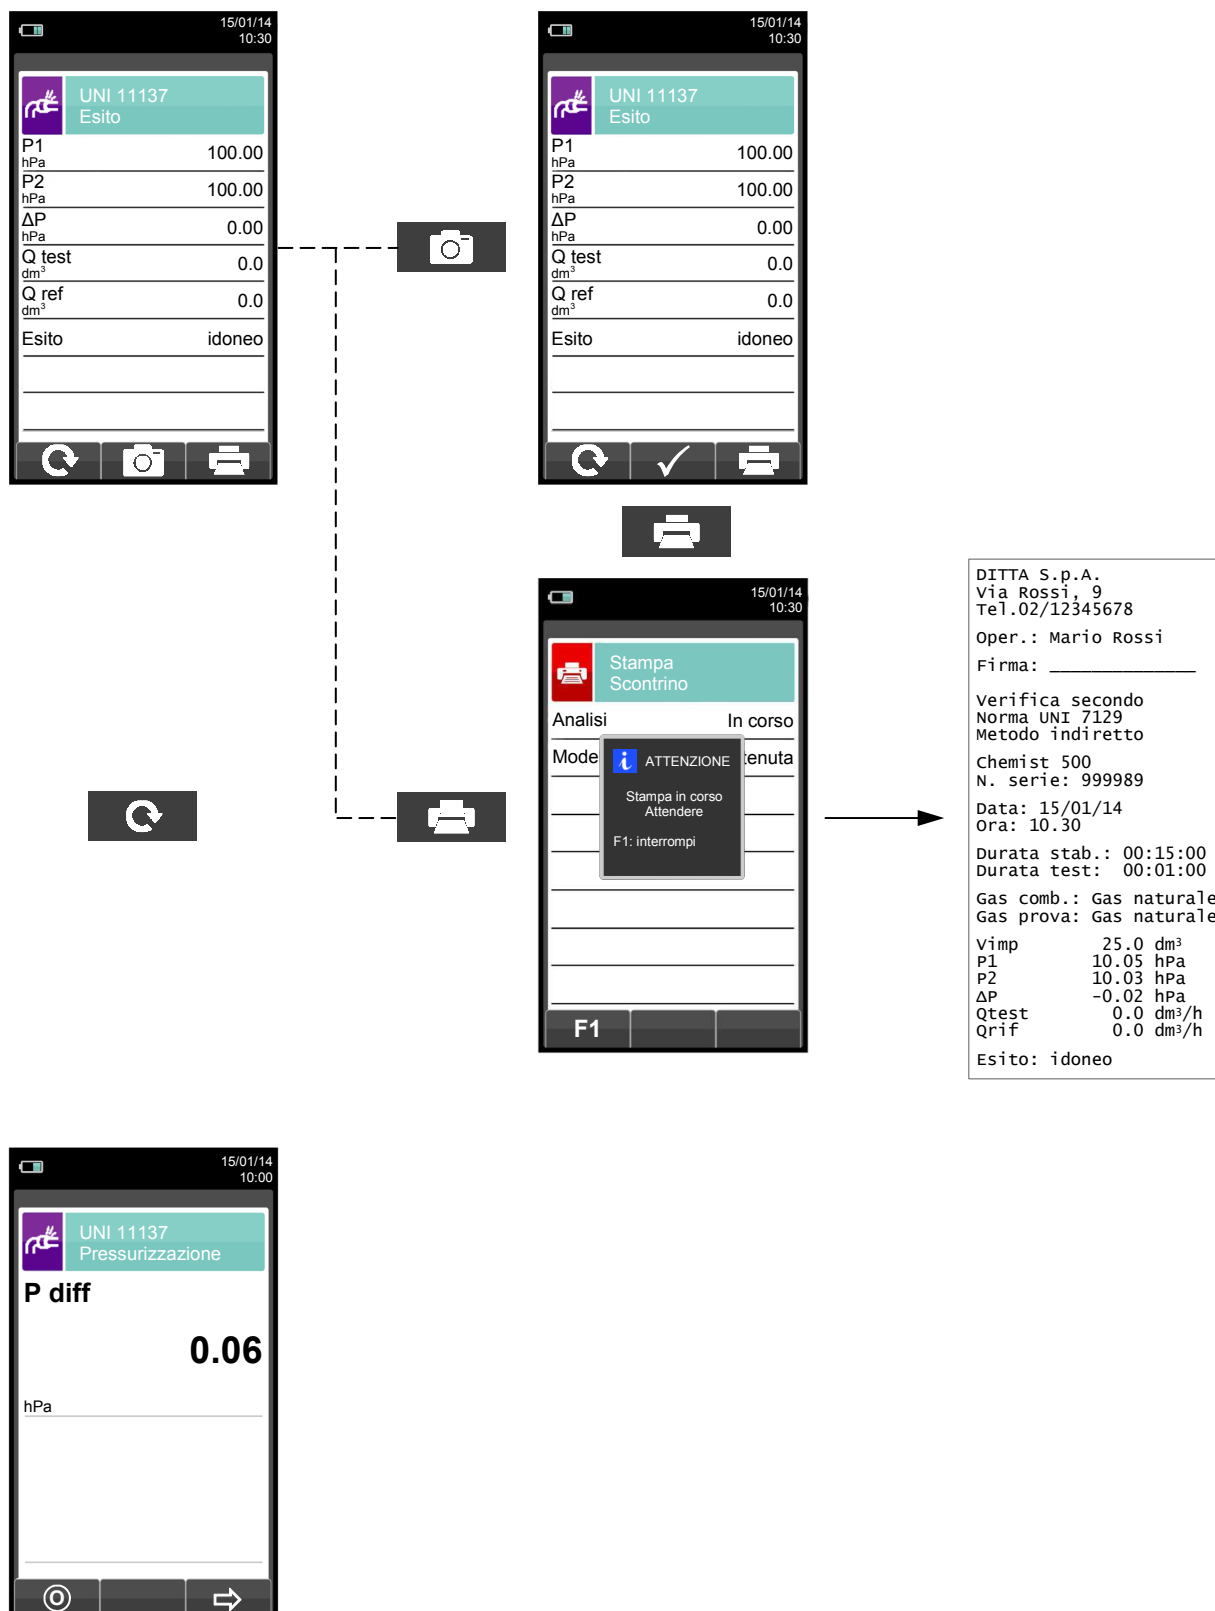 15/01/14
10:30
UNI 11137
Esito
P1
hPa
100.00
P2
hPa
100.00
ΔP
hPa
0.00
Q test
dm³
0.0
Q ref
dm³
0.0
Esito idoneo
15/01/14
10:30
UNI 11137
Esito
P1
hPa
100.00
P2
hPa
100.00
ΔP
hPa
0.00
Q test
dm³
0.0
Q ref
dm³
0.0
Esito idoneo
15/01/14
10:30
Stampa
Scontrino
Analisi In corso
Mode tenuta
i ATTENZIONE
Stampa in corso
Attendere
F1: interrompi
F1
DITTA S.p.A.
Via Rossi, 9
Tel.02/12345678
Oper.: Mario Rossi
Firma: ______________
Verifica secondo
Norma UNI 7129
Metodo indiretto
Chemist 500
N. serie: 999989
Data: 15/01/14
Ora: 10.30
Durata stab.: 00:15:00
Durata test: 00:01:00
Gas comb.: Gas naturale
Gas prova: Gas naturale
Vimp 25.0 dm³
P1 10.05 hPa
P2 10.03 hPa
ΔP -0.02 hPa
Qtest 0.0 dm³/h
Qrif 0.0 dm³/h
Esito: idoneo
15/01/14
10:00
UNI 11137
Pressurizzazione
P diff
0.06
hPa